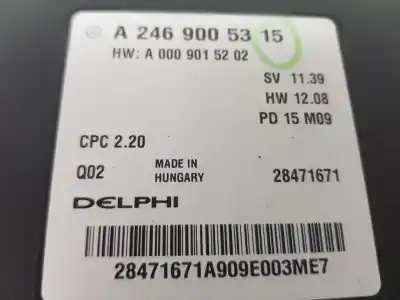 A 246 900 53 15
HW: A 000 901 52 02
SV 11.39
HW 12.08
PD 15 M09
CPC 2.20
Q02
MADE IN
HUNGARY
28471671
DELPHI
28471671A909E003ME7